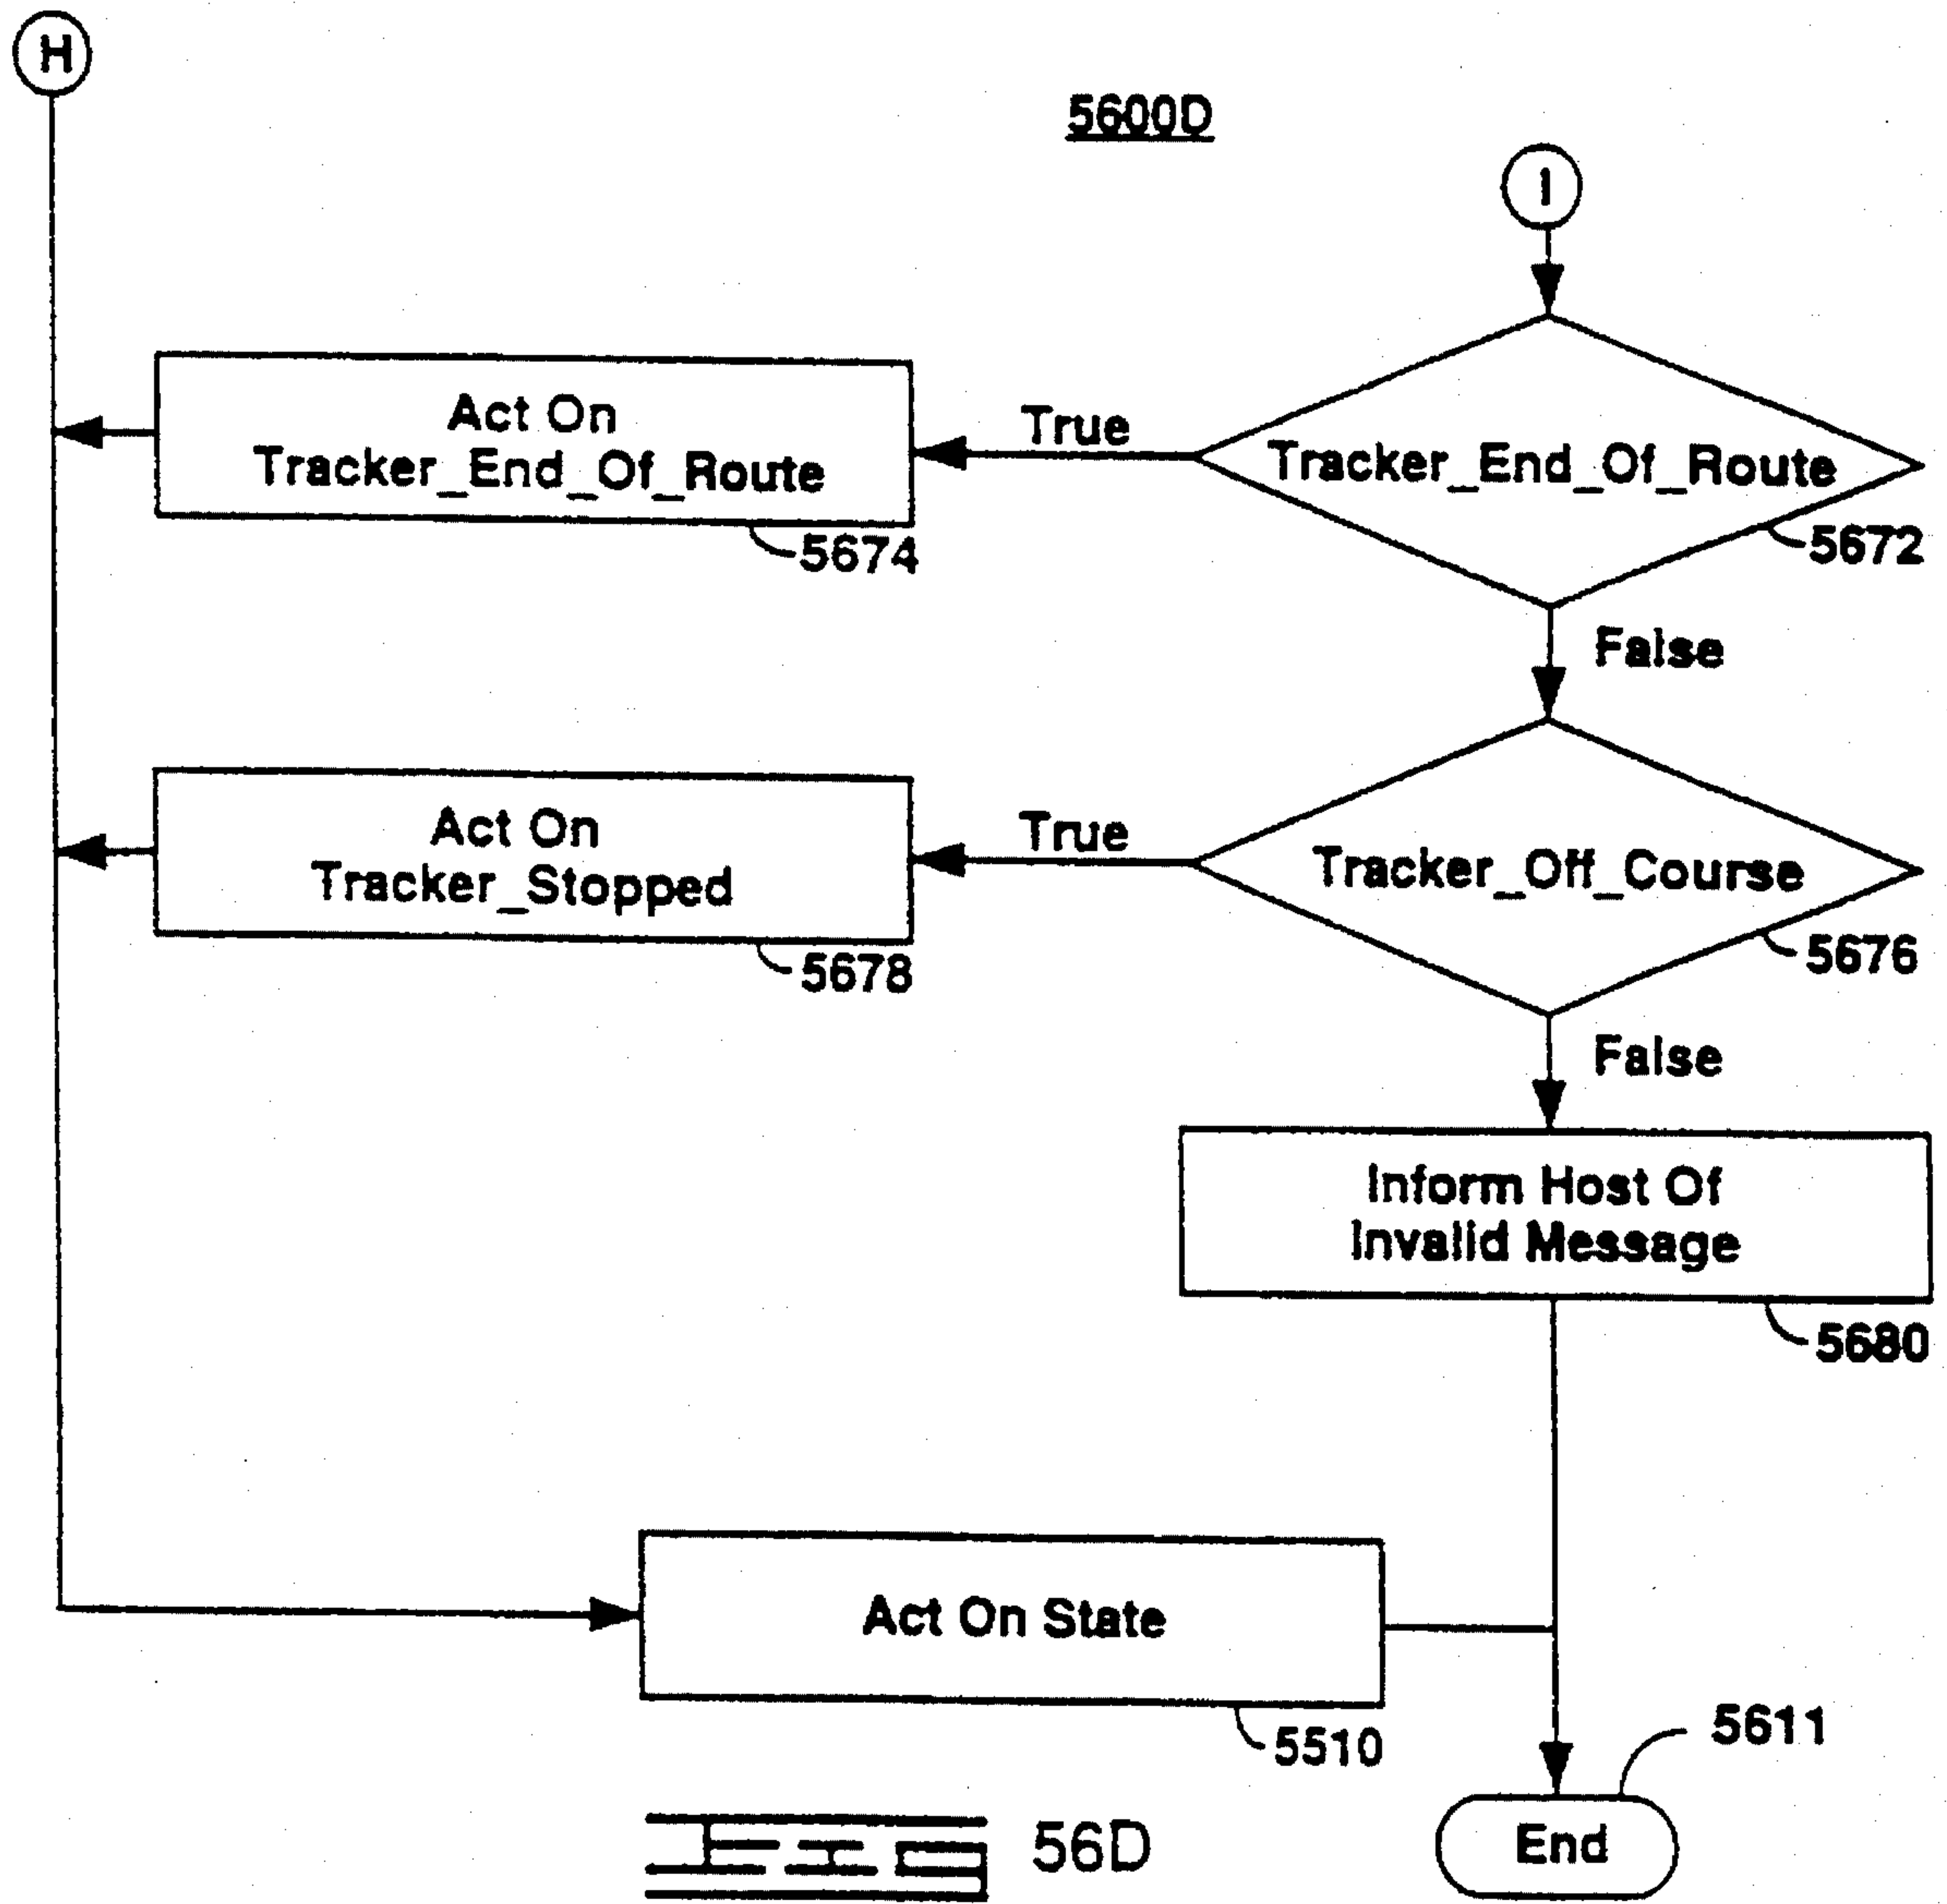 H
5600D
I
Act On
Tracker_End_Of_Route
True
Tracker_End_Of_Route
5674
5672
False
Act On
Tracker_Stopped
True
Tracker_Off_Course
5678
5676
False
Inform Host Of
Invalid Message
5680
Act On State
5510
5611
End
FIG 56D